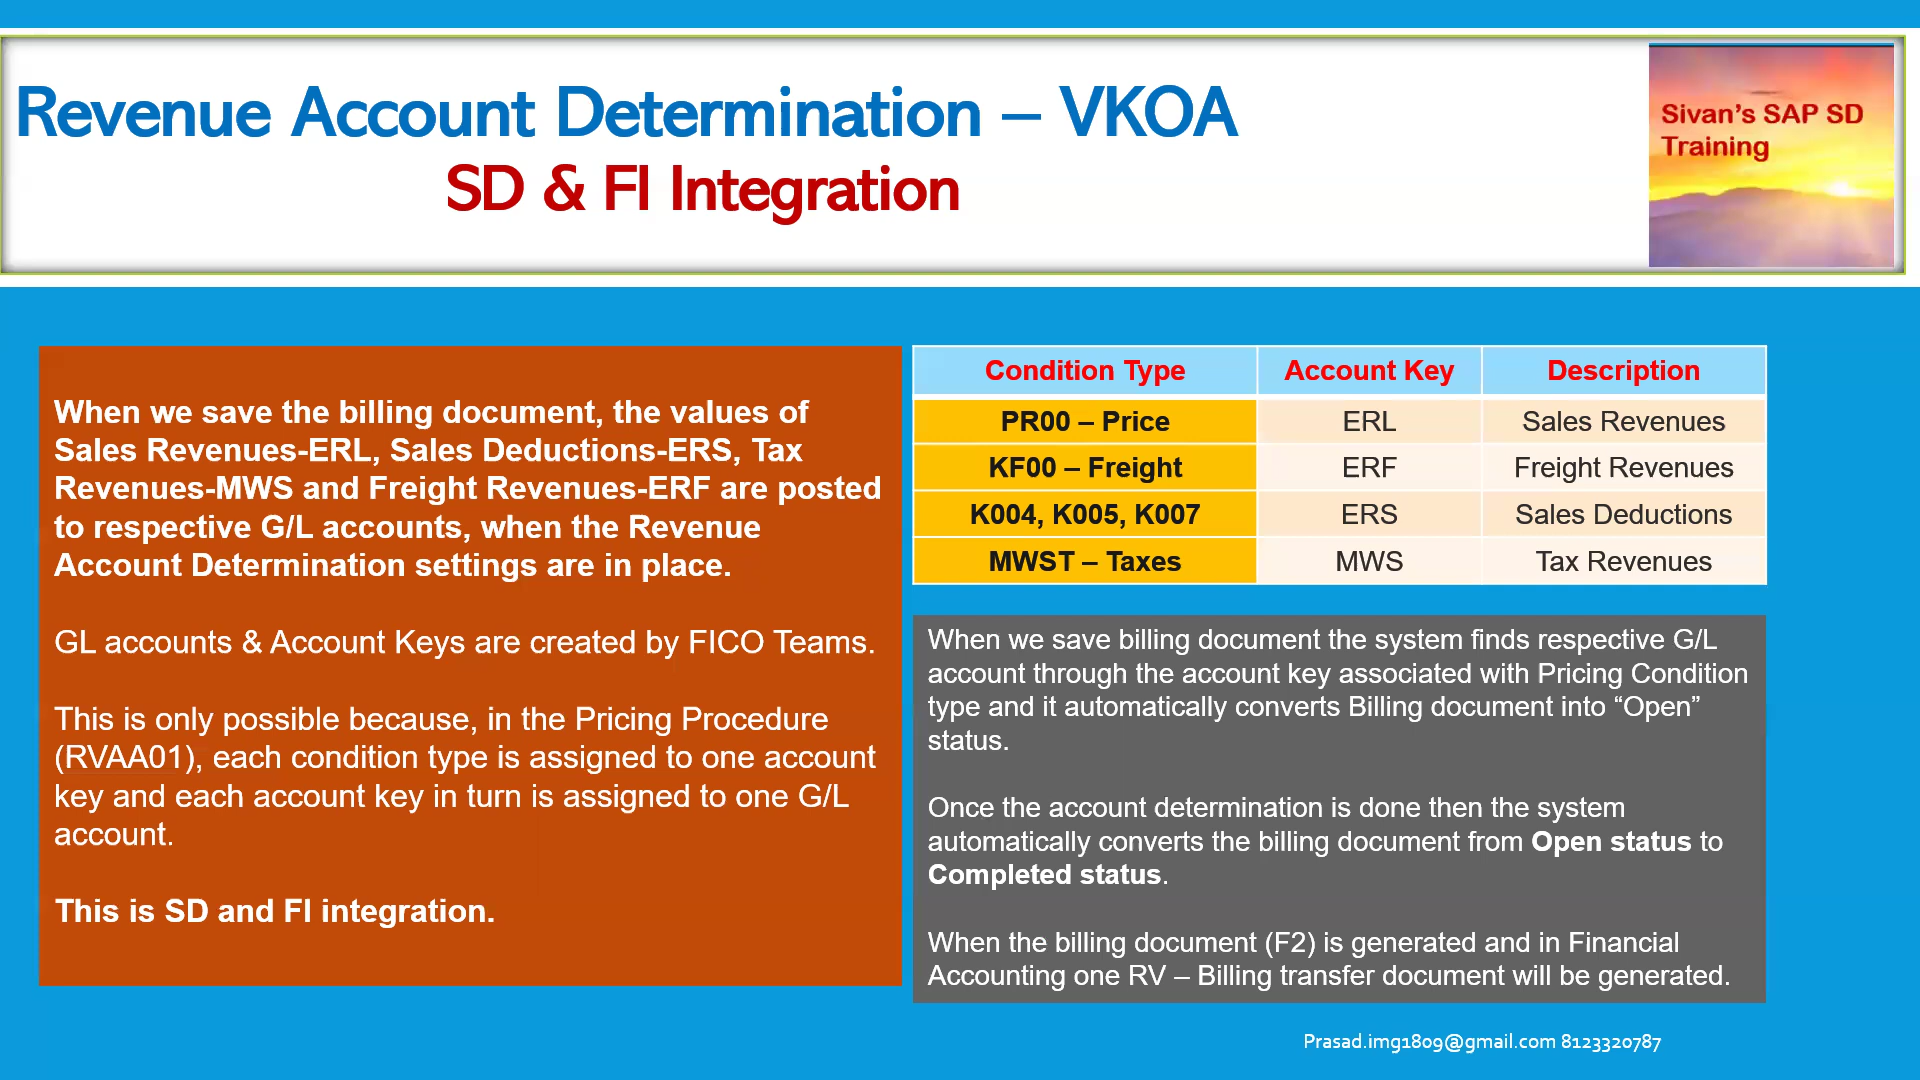 Revenue Account Determination – VKOA
SD & FI Integration
Sivan's SAP SD
Training
When we save the billing document, the values of
Sales Revenues-ERL, Sales Deductions-ERS, Tax
Revenues-MWS and Freight Revenues-ERF are posted
to respective G/L accounts, when the Revenue
Account Determination settings are in place.
GL accounts & Account Keys are created by FICO Teams.
This is only possible because, in the Pricing Procedure
(RVAA01), each condition type is assigned to one account
key and each account key in turn is assigned to one G/L
account.
This is SD and FI integration.
Condition Type Account Key Description
PR00 – Price ERL Sales Revenues
KF00 – Freight ERF Freight Revenues
K004, K005, K007 ERS Sales Deductions
MWST – Taxes MWS Tax Revenues
When we save billing document the system finds respective G/L
account through the account key associated with Pricing Condition
type and it automatically converts Billing document into “Open”
status.
Once the account determination is done then the system
automatically converts the billing document from Open status to
Completed status.
When the billing document (F2) is generated and in Financial
Accounting one RV – Billing transfer document will be generated.
Prasad.img1809@gmail.com 8123320787